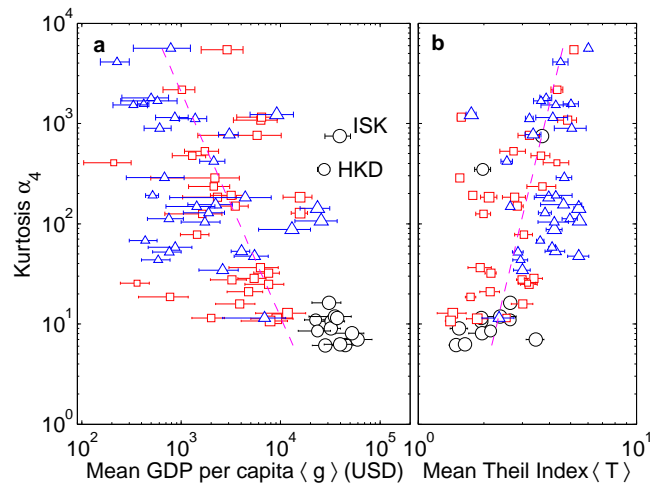 a
b
ISK
HKD
Kurtosis α₄
10⁴
10³
10²
10¹
10⁰
10² 10³ 10⁴ 10⁵
10⁰ 10¹
Mean GDP per capita ⟨ g ⟩ (USD)
Mean Theil Index ⟨ T ⟩